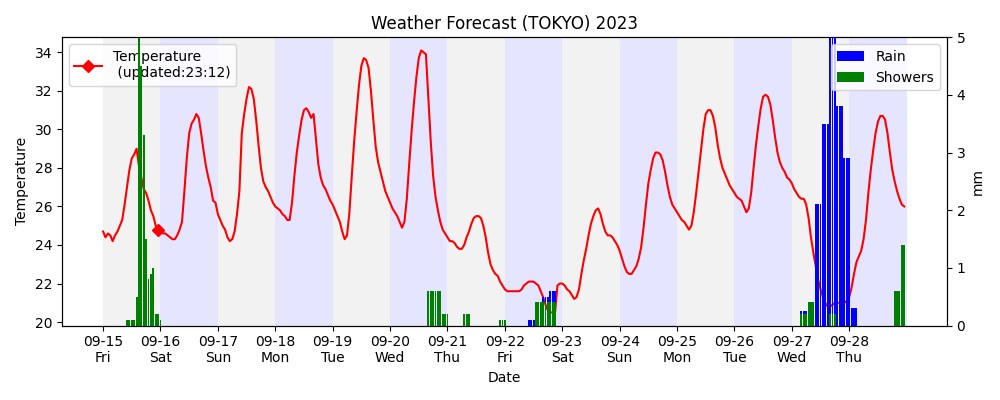 Weather Forecast (TOKYO) 2023
Temperature
(updated:23:12)
Rain
Showers
Temperature
34
32
30
28
26
24
22
20
5
4
3
2
1
0
mm
09-15 09-16 09-17 09-18 09-19 09-20 09-21 09-22 09-23 09-24 09-25 09-26 09-27 09-28
Fri Sat Sun Mon Tue Wed Thu Fri Sat Sun Mon Tue Wed Thu
Date